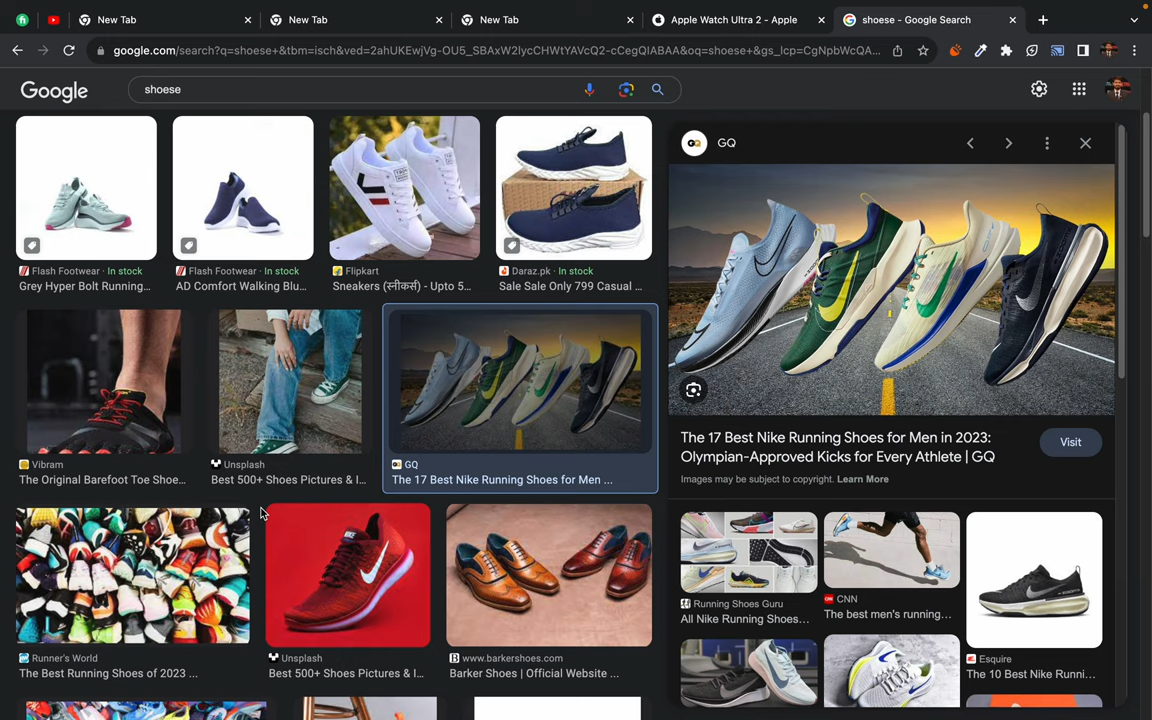 New Tab
New Tab
New Tab
Apple Watch Ultra 2 - Apple
shoese - Google Search
google.com/search?q=shoese+&tbm=isch&ved=2ahUKEwjVg-OU5_SBAxW2IycCHWtYAVcQ2-cCegQIABAA&oq=shoese+&gs_lcp=CgNpbWcQA...
Google
shoese
GQ
GQ
Flash Footwear · In stock
Grey Hyper Bolt Running...
Flash Footwear · In stock
AD Comfort Walking Blu...
Flipkart
Sneakers (स्नीकर्स) - Upto 5...
Daraz.pk · In stock
Sale Sale Only 799 Casual ...
Vibram
The Original Barefoot Toe Shoe...
Unsplash
Best 500+ Shoes Pictures & I...
GQ
The 17 Best Nike Running Shoes for Men ...
Runner's World
The Best Running Shoes of 2023 ...
Unsplash
Best 500+ Shoes Pictures & I...
www.barkershoes.com
Barker Shoes | Official Website ...
The 17 Best Nike Running Shoes for Men in 2023:
Olympian-Approved Kicks for Every Athlete | GQ
Visit
Images may be subject to copyright. Learn More
Running Shoes Guru
All Nike Running Shoes...
CNN
The best men's running...
Esquire
The 10 Best Nike Runni...